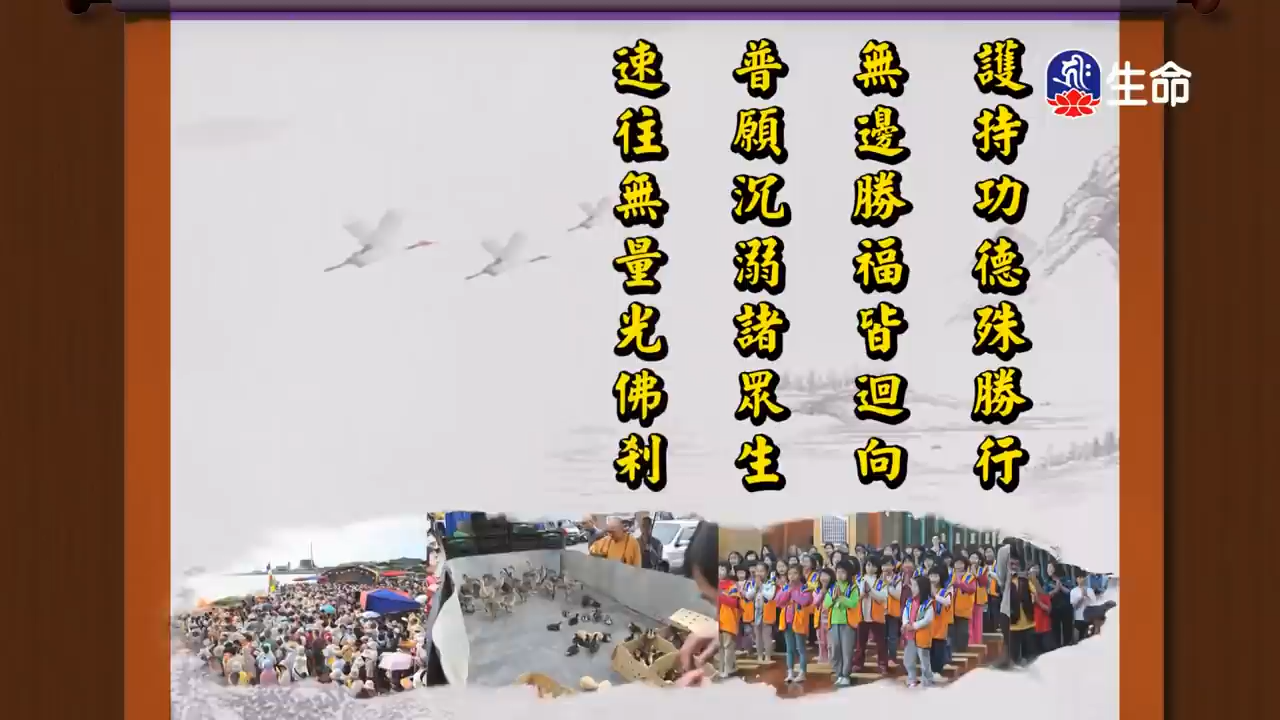 護持功德殊勝行
無邊勝福皆迴向
普願沉溺諸眾生
速往無量光佛剎
生命